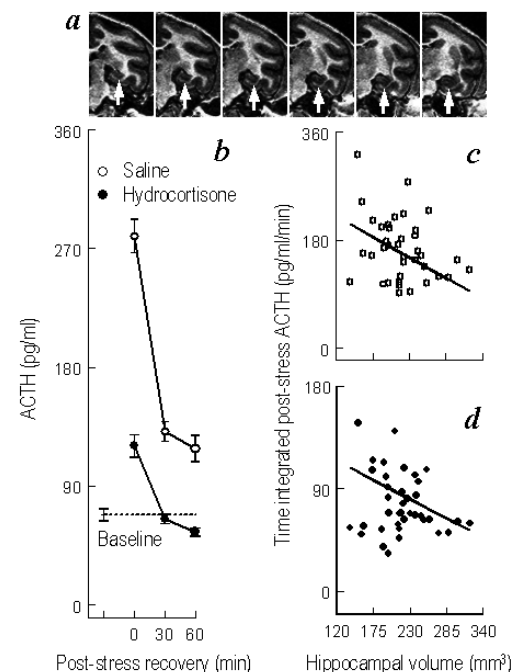 a
b
Saline
Hydrocortisone
360
270
180
90
0
ACTH (pg/ml)
Baseline
0 30 60
Post-stress recovery (min)
c
360
180
0
Time integrated post-stress ACTH (pg/ml/min)
d
180
90
0
120 175 230 285 340
Hippocampal volume (mm³)